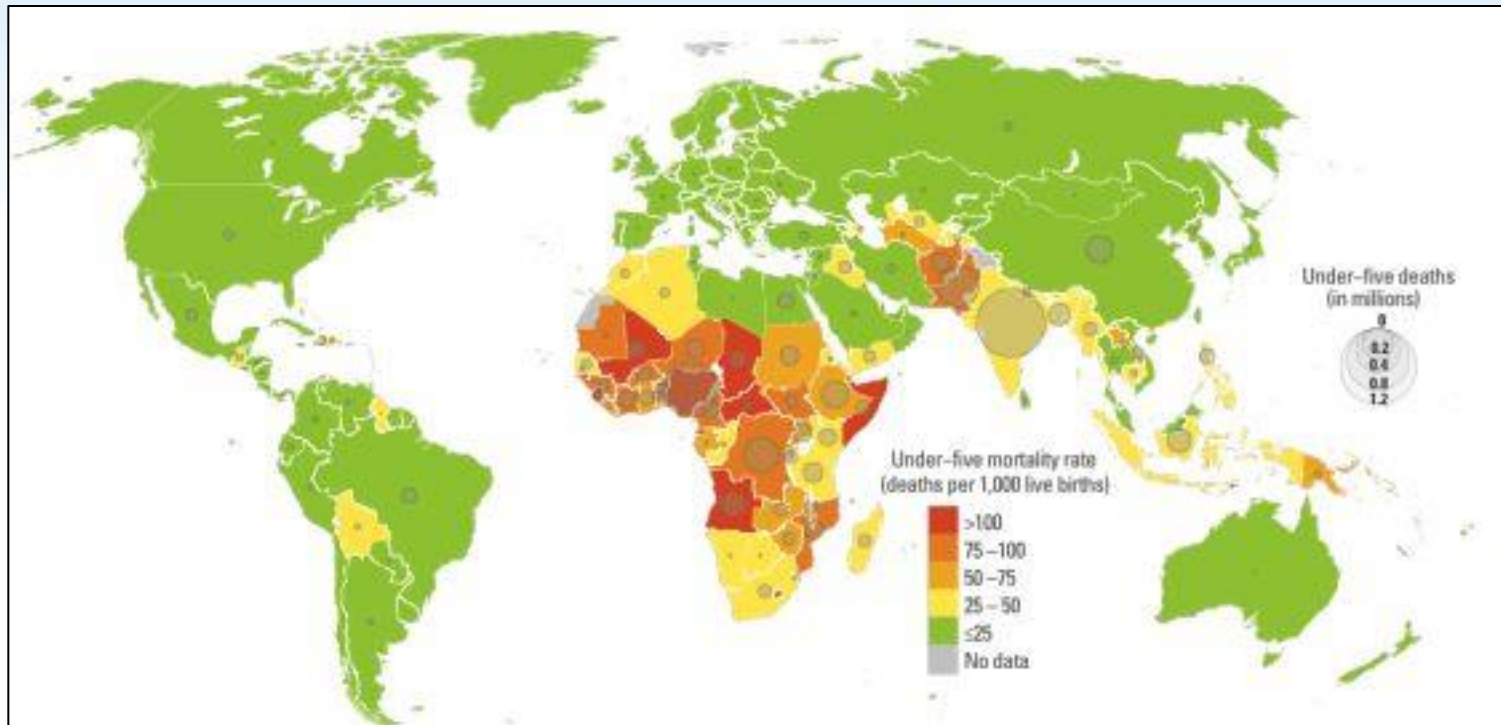 Under–five deaths
(in millions)
0
0.2
0.4
0.8
1.2
Under–five mortality rate
(deaths per 1,000 live births)
>100
75 –100
50 –75
25 – 50
≤25
No data